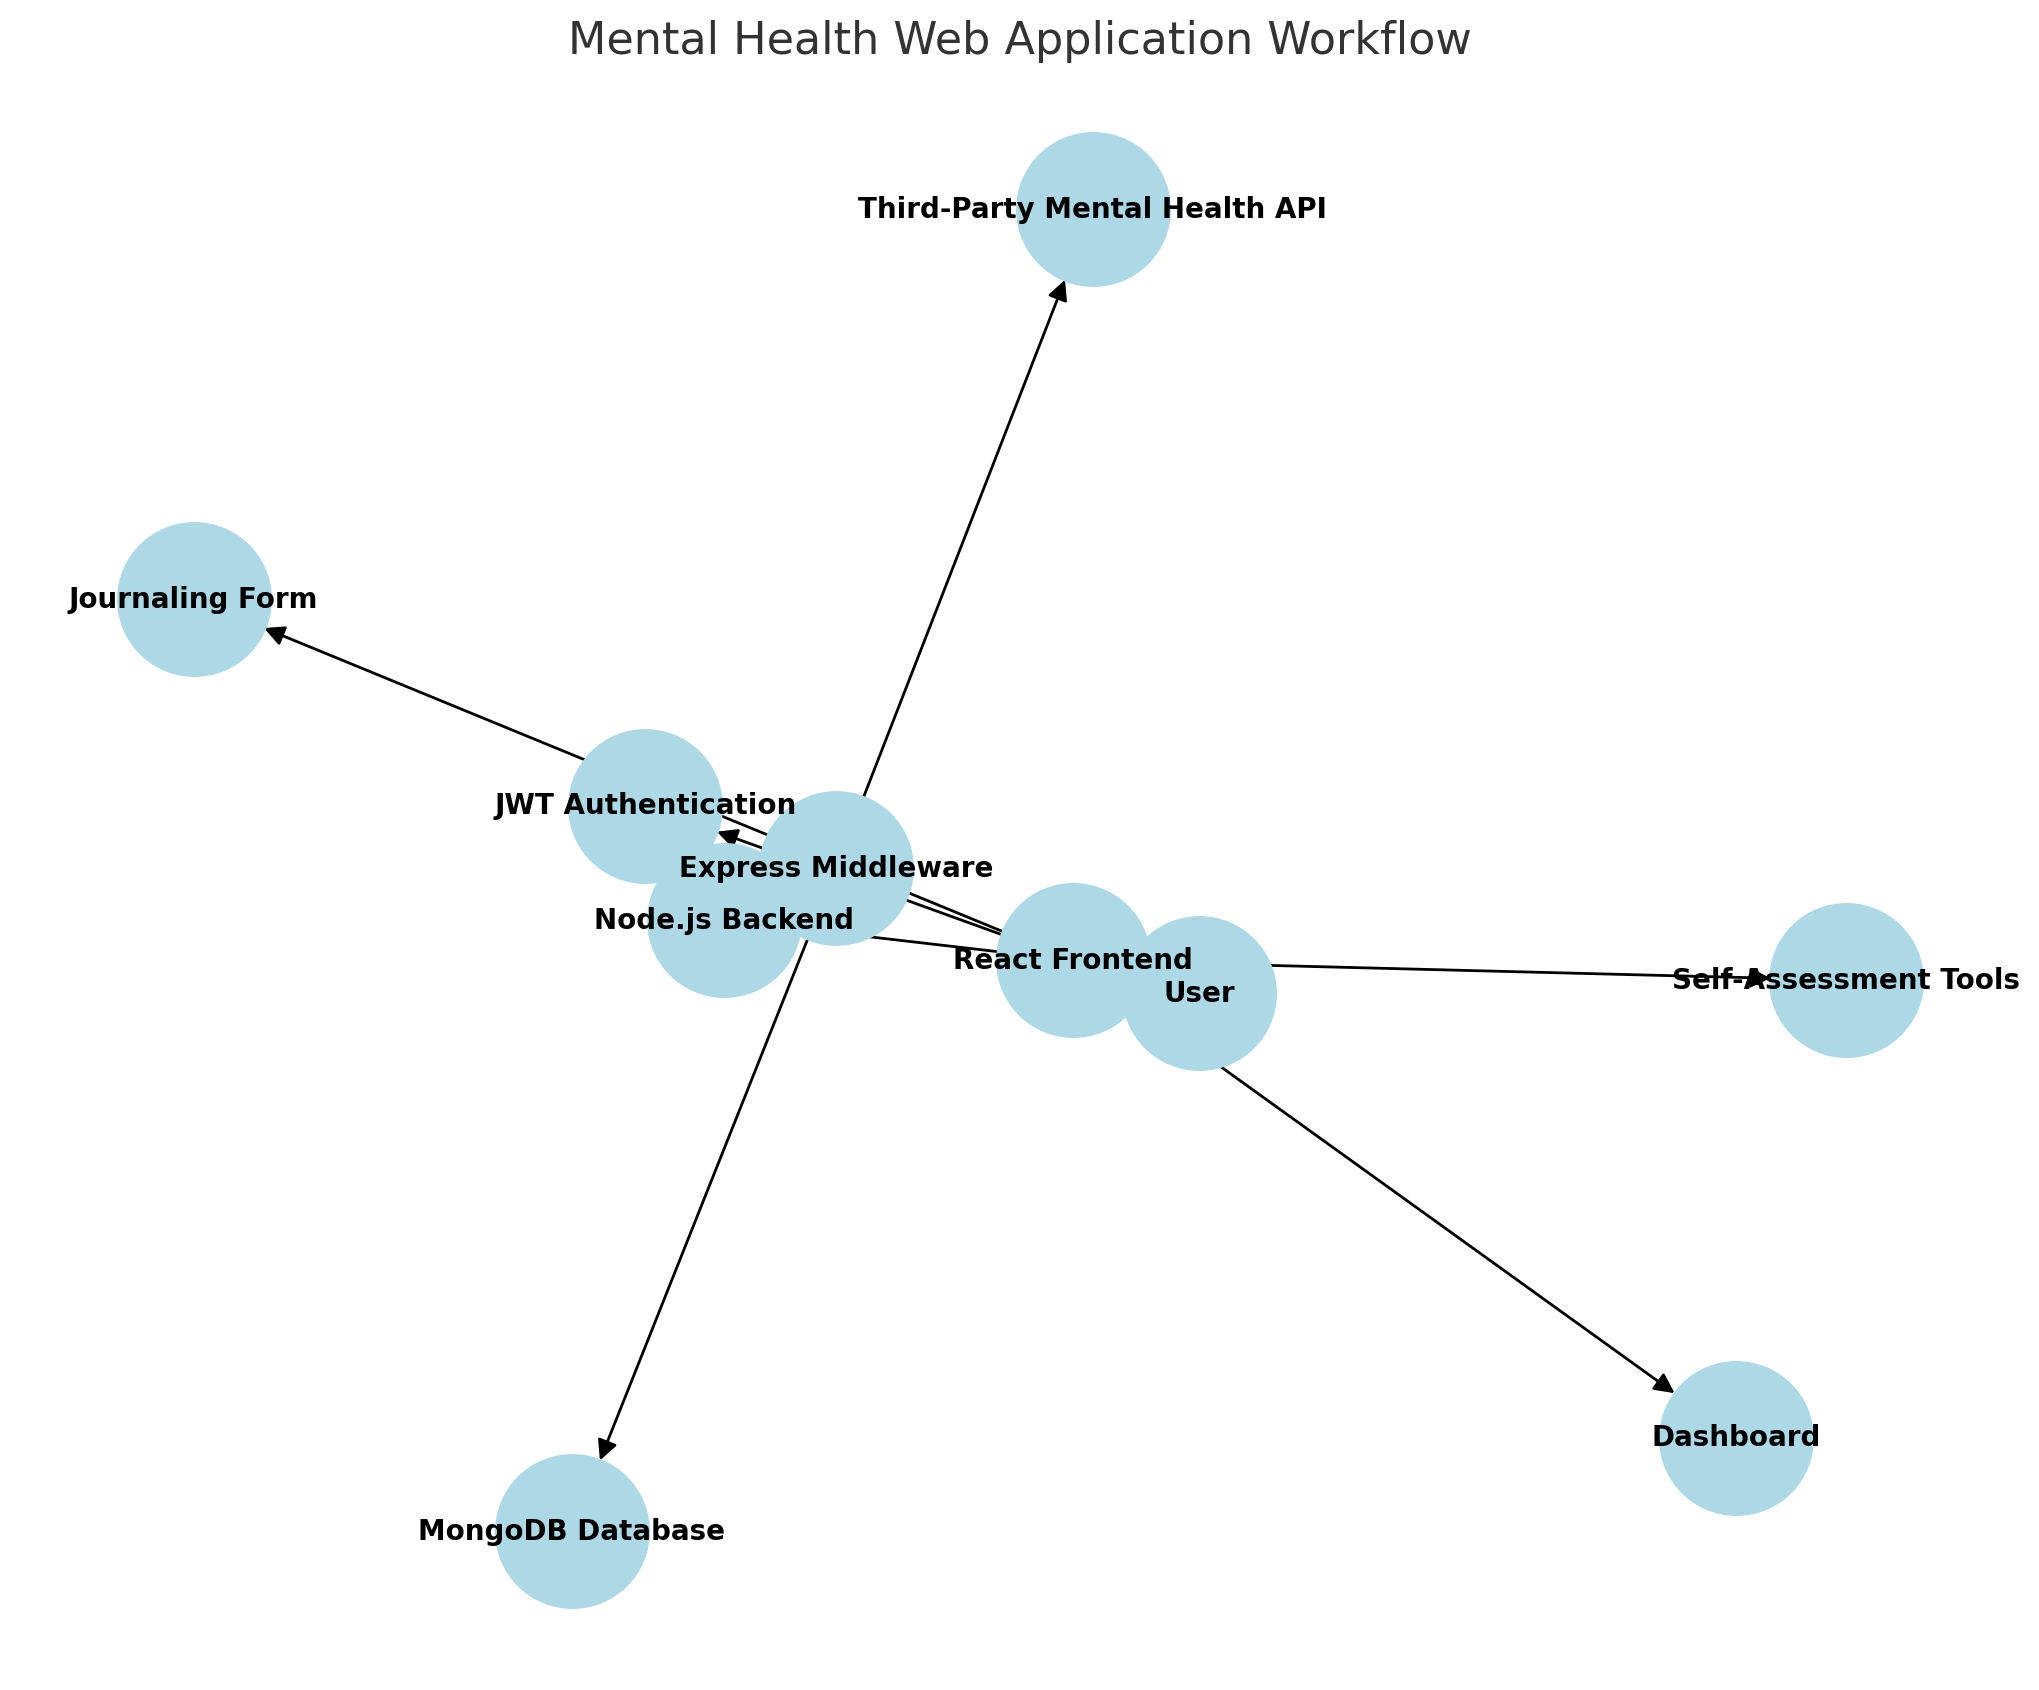 Mental Health Web Application Workflow
Third-Party Mental Health API
Journaling Form
JWT Authentication
Express Middleware
Node.js Backend
React Frontend
User
Self-Assessment Tools
Dashboard
MongoDB Database